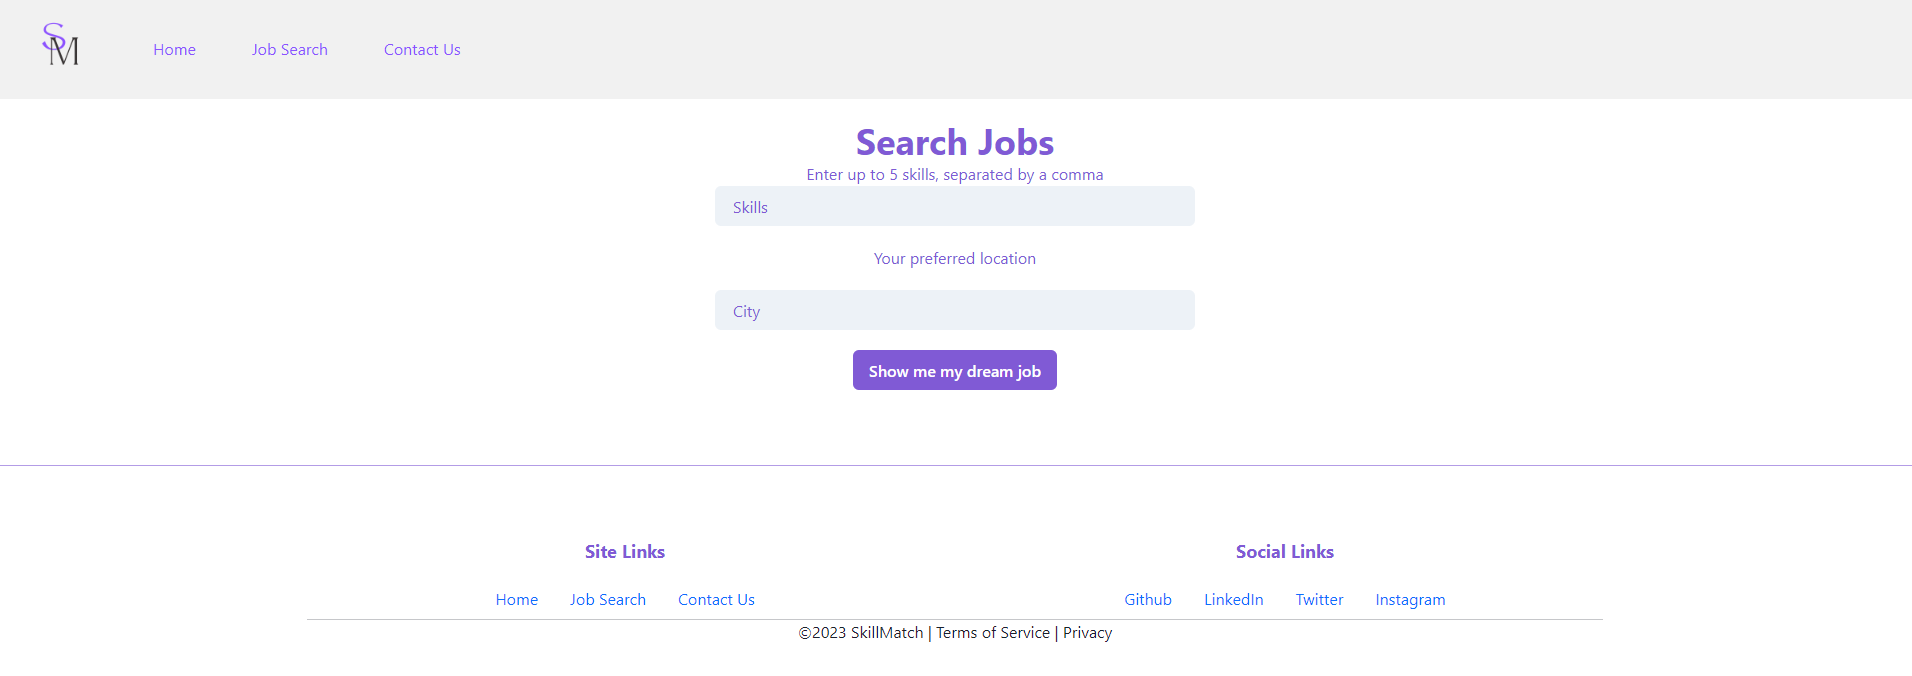 SM
Home Job Search Contact Us
Search Jobs
Enter up to 5 skills, separated by a comma
Skills
Your preferred location
City
Show me my dream job
Site Links
Home Job Search Contact Us
Social Links
Github LinkedIn Twitter Instagram
©2023 SkillMatch | Terms of Service | Privacy